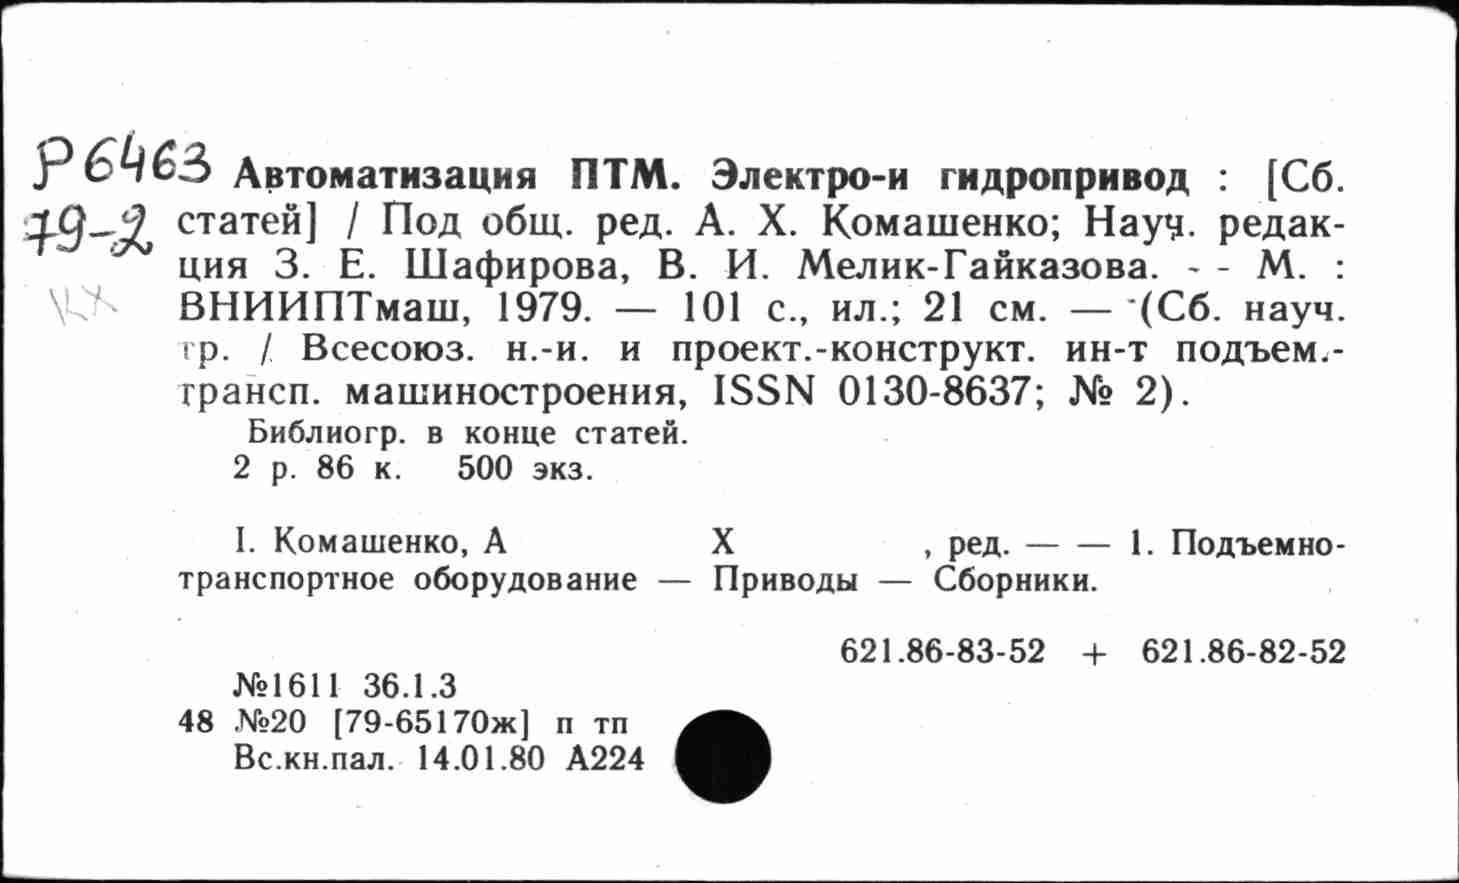 Р6463
79-2
кх
Автоматизация ПТМ. Электро-и гидропривод : [Сб.
статей] / Под общ. ред. А. Х. Комашенко; Науч. редак-
ция З. Е. Шафирова, В. И. Мелик-Гайказова. - - М. :
ВНИИПТмаш, 1979. — 101 с., ил.; 21 см. — (Сб. науч.
тр. / Всесоюз. н.-и. и проект.-конструкт. ин-т подъем.-
трансп. машиностроения, ISSN 0130-8637; № 2).
Библиогр. в конце статей.
2 р. 86 к. 500 экз.
I. Комашенко, А Х , ред. — — 1. Подъемно-
транспортное оборудование — Приводы — Сборники.
621.86-83-52 + 621.86-82-52
№1611 36.1.3
48 №20 [79-65170ж] п тп
Вс.кн.пал. 14.01.80 А224